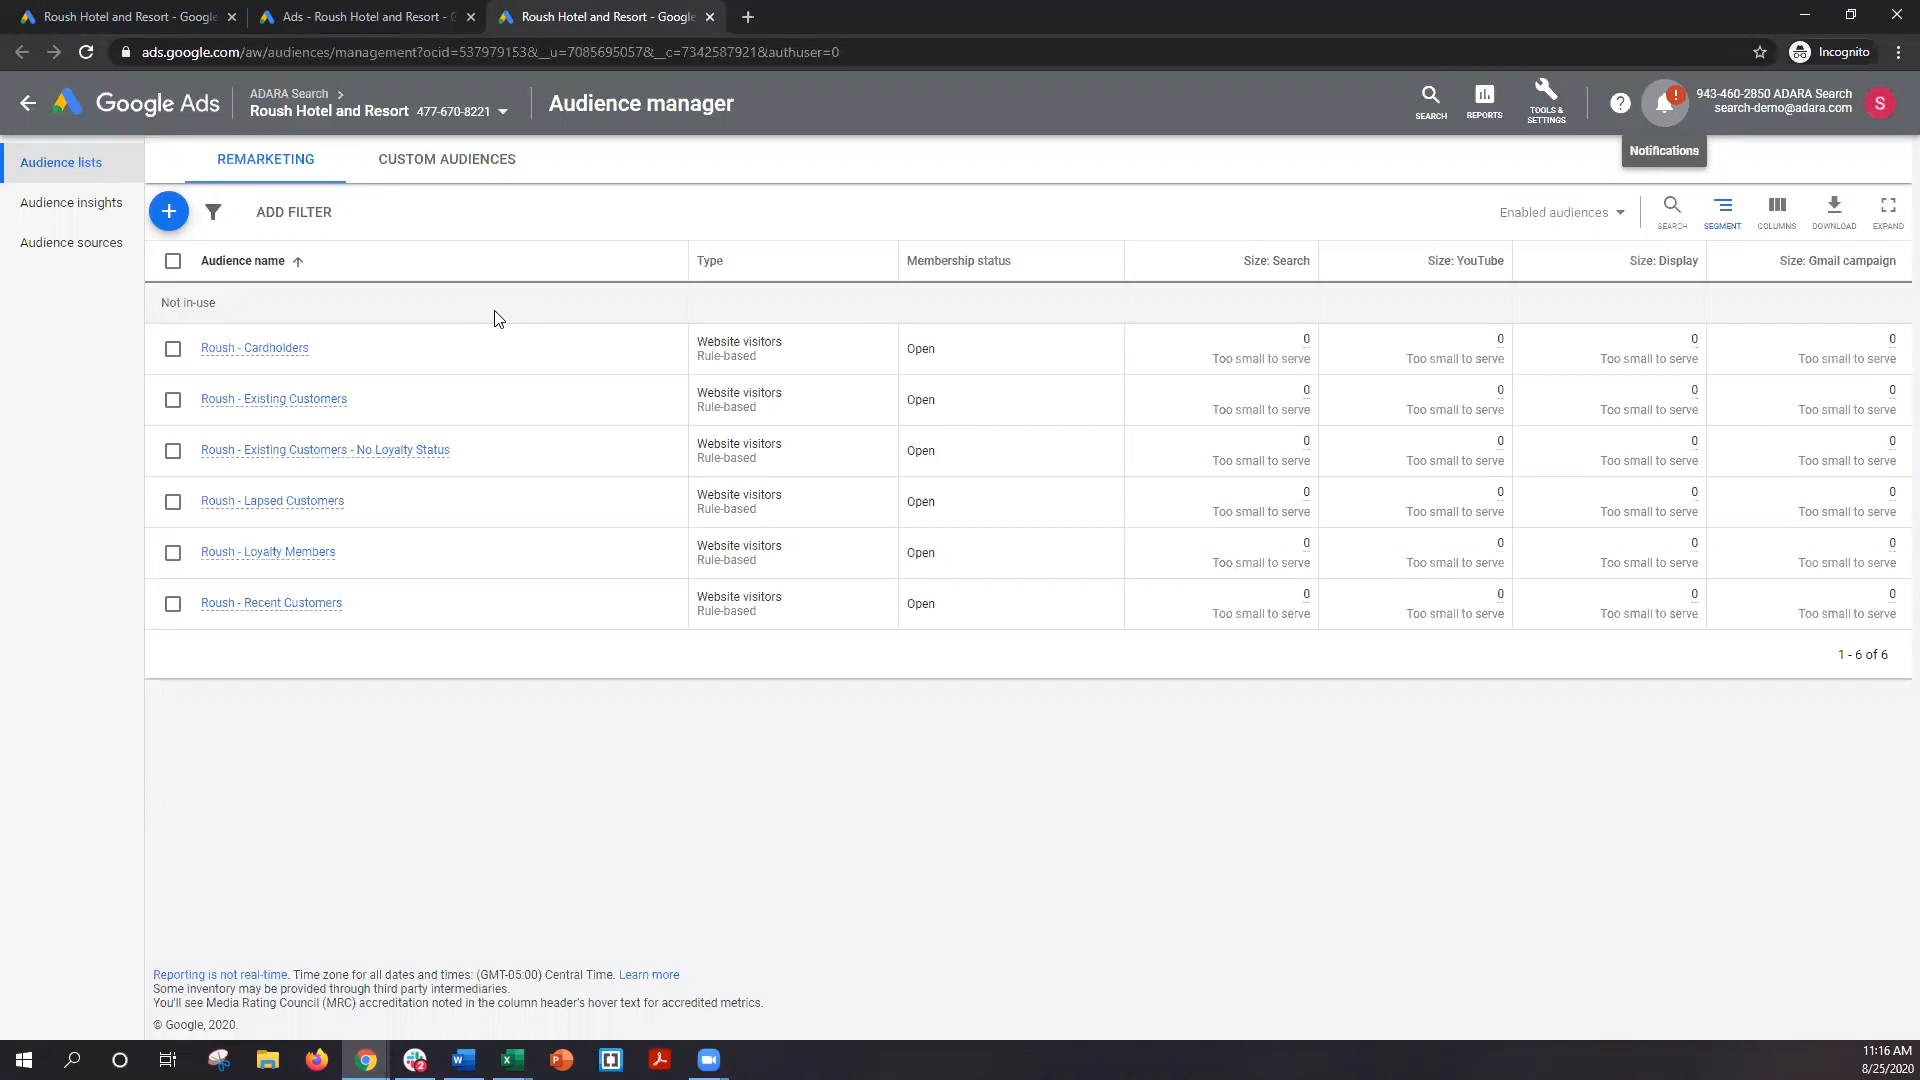 Roush Hotel and Resort - Google
Ads - Roush Hotel and Resort - G
Roush Hotel and Resort - Google
ads.google.com/aw/audiences/management?ocid=537979153&__u=7085695057&__c=7342587921&authuser=0
Incognito
Google Ads
ADARA Search
Roush Hotel and Resort 477-670-8221
Audience manager
SEARCH
REPORTS
TOOLS &
SETTINGS
943-460-2850 ADARA Search
search-demo@adara.com
S
Notifications
Audience lists
Audience insights
Audience sources
REMARKETING
CUSTOM AUDIENCES
ADD FILTER
Enabled audiences
SEARCH
SEGMENT
COLUMNS
DOWNLOAD
EXPAND
Audience name Type Membership status Size: Search Size: YouTube Size: Display Size: Gmail campaign
Not in-use
Roush - Cardholders Website visitors Open 0 0 0 0
Rule-based Too small to serve Too small to serve Too small to serve Too small to serve
Roush - Existing Customers Website visitors Open 0 0 0 0
Rule-based Too small to serve Too small to serve Too small to serve Too small to serve
Roush - Existing Customers - No Loyalty Status Website visitors Open 0 0 0 0
Rule-based Too small to serve Too small to serve Too small to serve Too small to serve
Roush - Lapsed Customers Website visitors Open 0 0 0 0
Rule-based Too small to serve Too small to serve Too small to serve Too small to serve
Roush - Loyalty Members Website visitors Open 0 0 0 0
Rule-based Too small to serve Too small to serve Too small to serve Too small to serve
Roush - Recent Customers Website visitors Open 0 0 0 0
Rule-based Too small to serve Too small to serve Too small to serve Too small to serve
1 - 6 of 6
Reporting is not real-time. Time zone for all dates and times: (GMT-05:00) Central Time. Learn more
Some inventory may be provided through third party intermediaries.
You'll see Media Rating Council (MRC) accreditation noted in the column header's hover text for accredited metrics.
© Google, 2020.
11:16 AM
8/25/2020